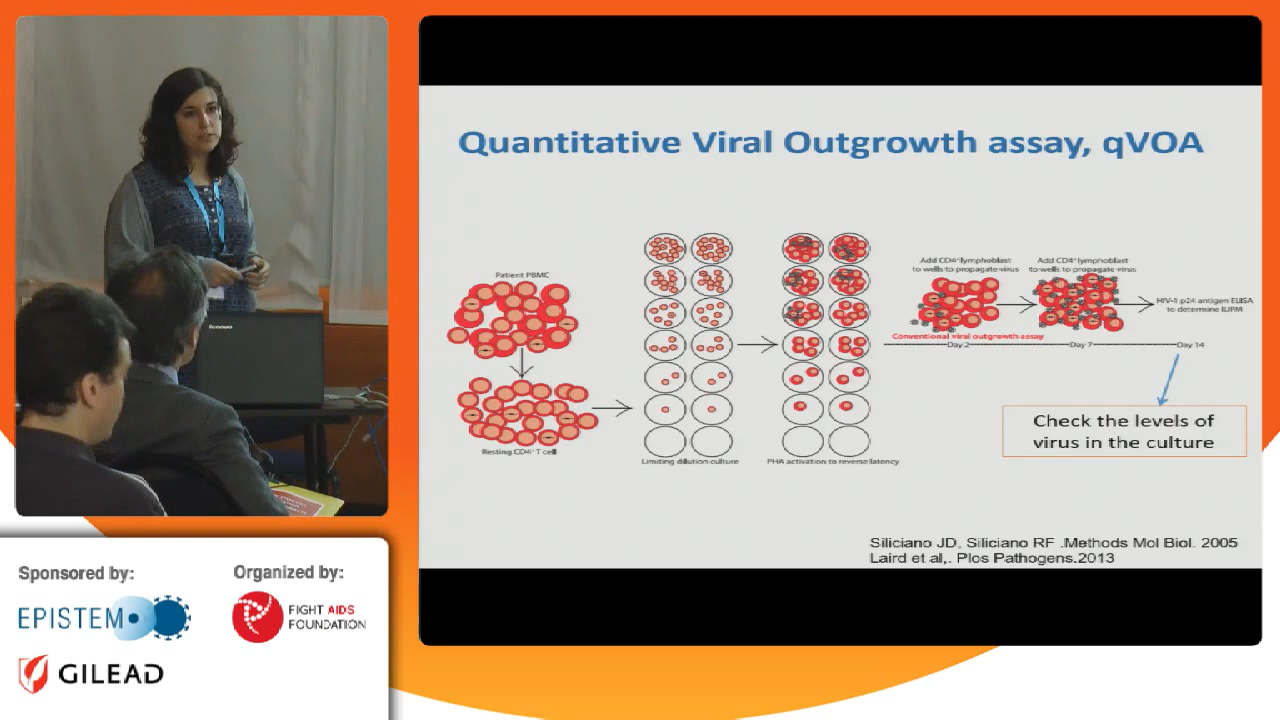 Quantitative Viral Outgrowth assay, qVOA
Patient PBMC
Resting CD4⁺ T cell
Limiting dilution culture
PHA activation to reverse latency
Add CD4⁺lymphoblast
to wells to propagate virus
Add CD4⁺lymphoblast
to wells to propagate virus
HIV-1 p24 antigen ELISA
to determine IUPM
Conventional viral outgrowth assay
Day 2
Day 7
Day 14
Check the levels of
virus in the culture
Siliciano JD, Siliciano RF .Methods Mol Biol. 2005
Laird et al,. Plos Pathogens.2013
lenovo
Sponsored by:
EPISTEM
GILEAD
Organized by:
FIGHT AIDS
FOUNDATION